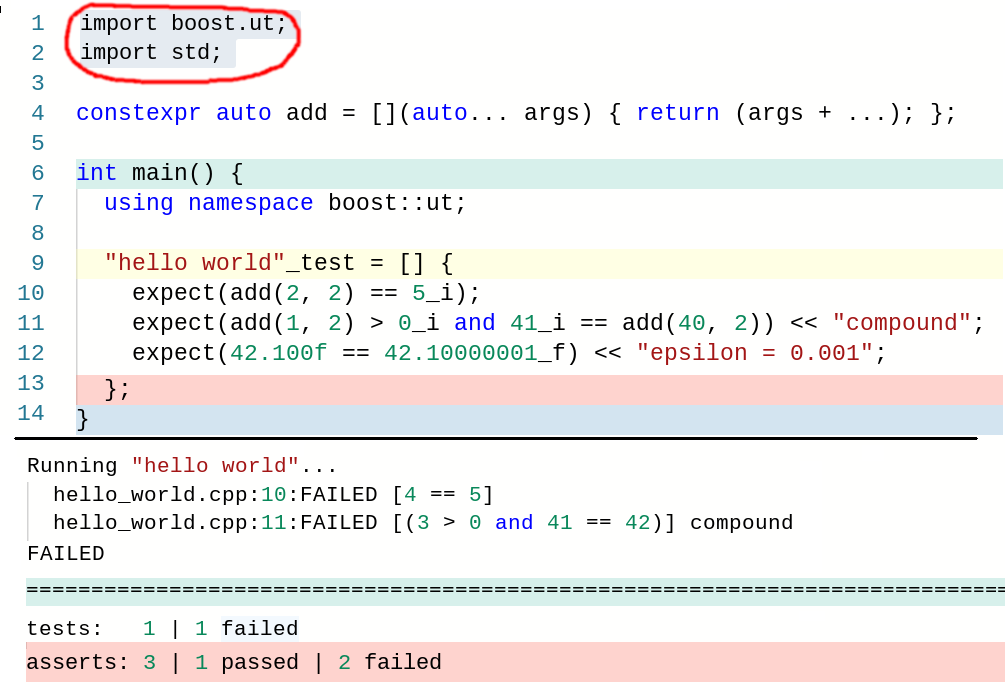 1 import boost.ut;
2 import std;
3
4 constexpr auto add = [](auto... args) { return (args + ...); };
5
6 int main() {
7 using namespace boost::ut;
8
9 "hello world"_test = [] {
10 expect(add(2, 2) == 5_i);
11 expect(add(1, 2) > 0_i and 41_i == add(40, 2)) << "compound";
12 expect(42.100f == 42.10000001_f) << "epsilon = 0.001";
13 };
14 }
Running "hello world"...
hello_world.cpp:10:FAILED [4 == 5]
hello_world.cpp:11:FAILED [(3 > 0 and 41 == 42)] compound
FAILED
===========================================================================
tests: 1 | 1 failed
asserts: 3 | 1 passed | 2 failed